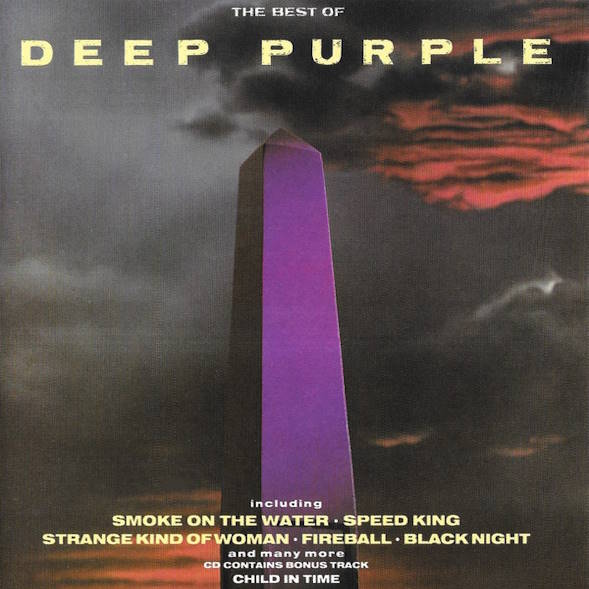 THE BEST OF
DEEP PURPLE
including
SMOKE ON THE WATER · SPEED KING
STRANGE KIND OF WOMAN · FIREBALL · BLACK NIGHT
and many more
CD CONTAINS BONUS TRACK
CHILD IN TIME